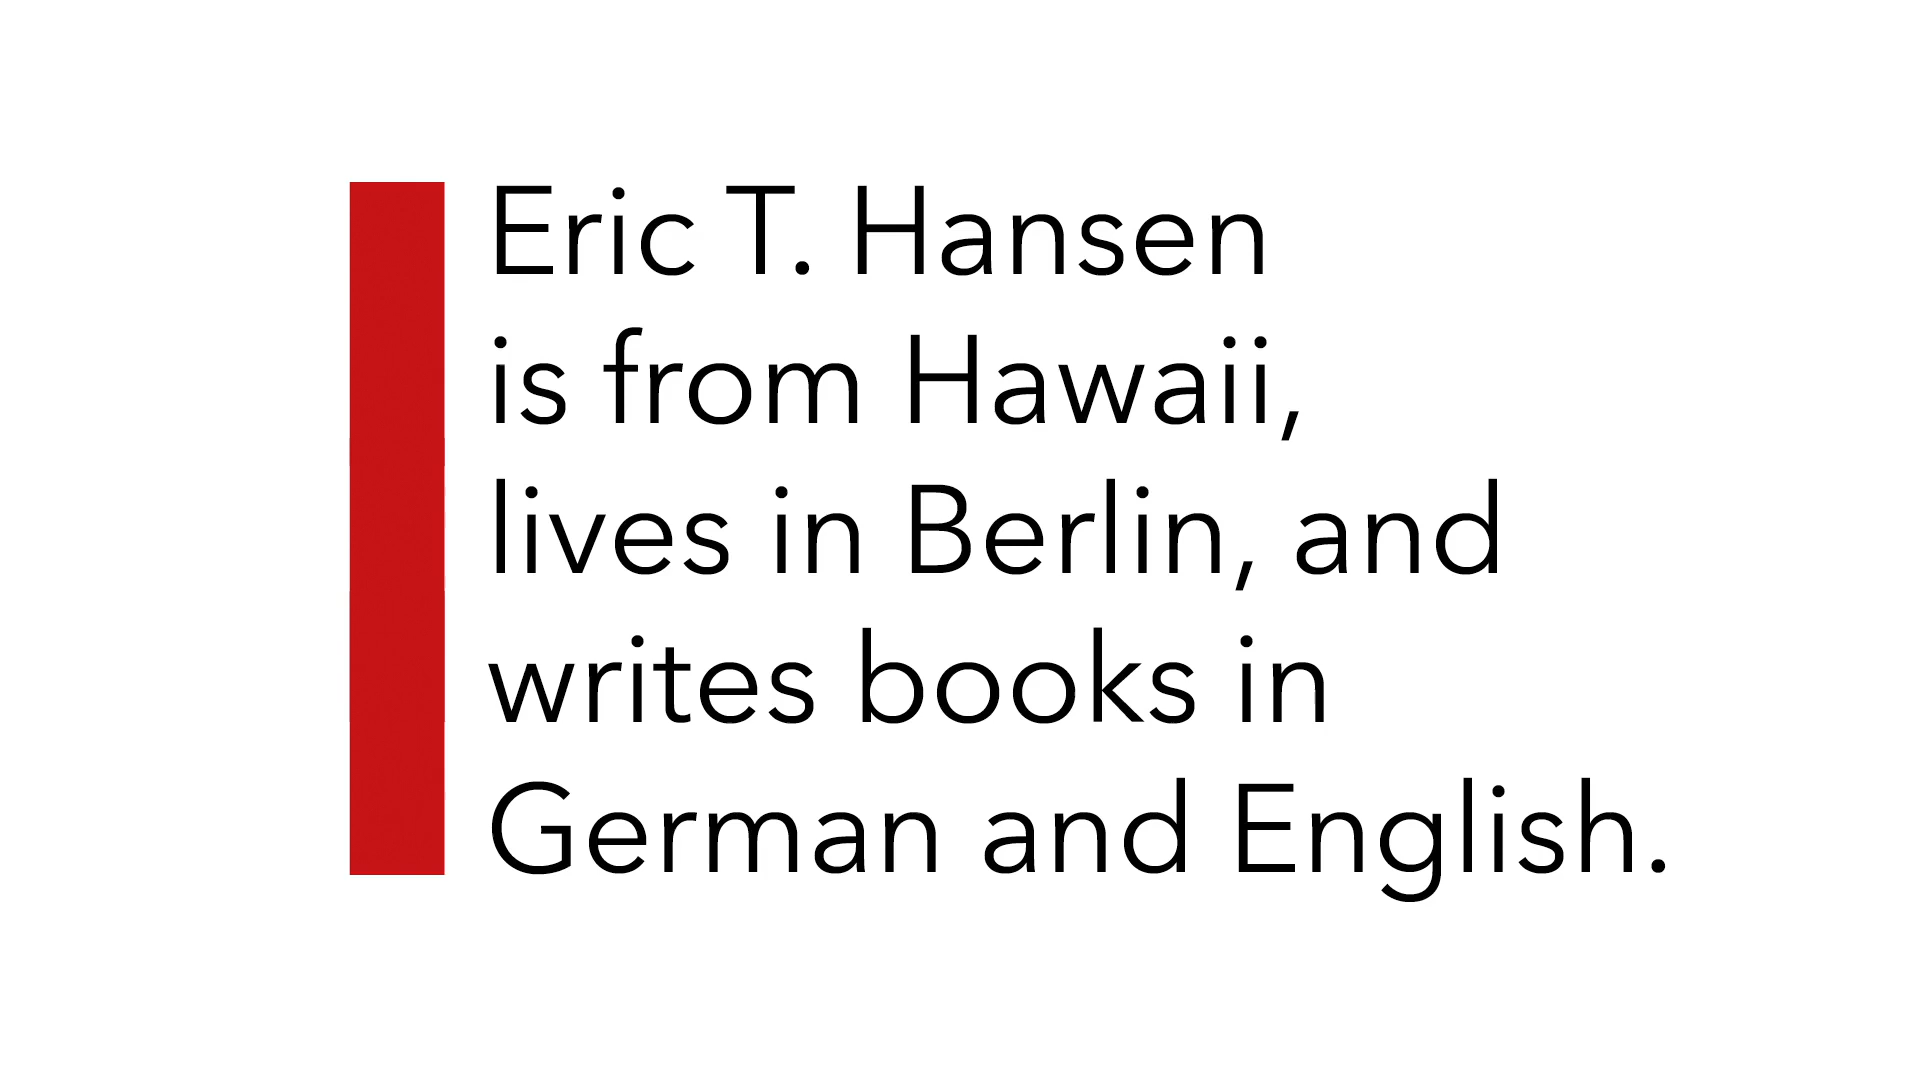 Eric T. Hansen
is from Hawaii,
lives in Berlin, and
writes books in
German and English.